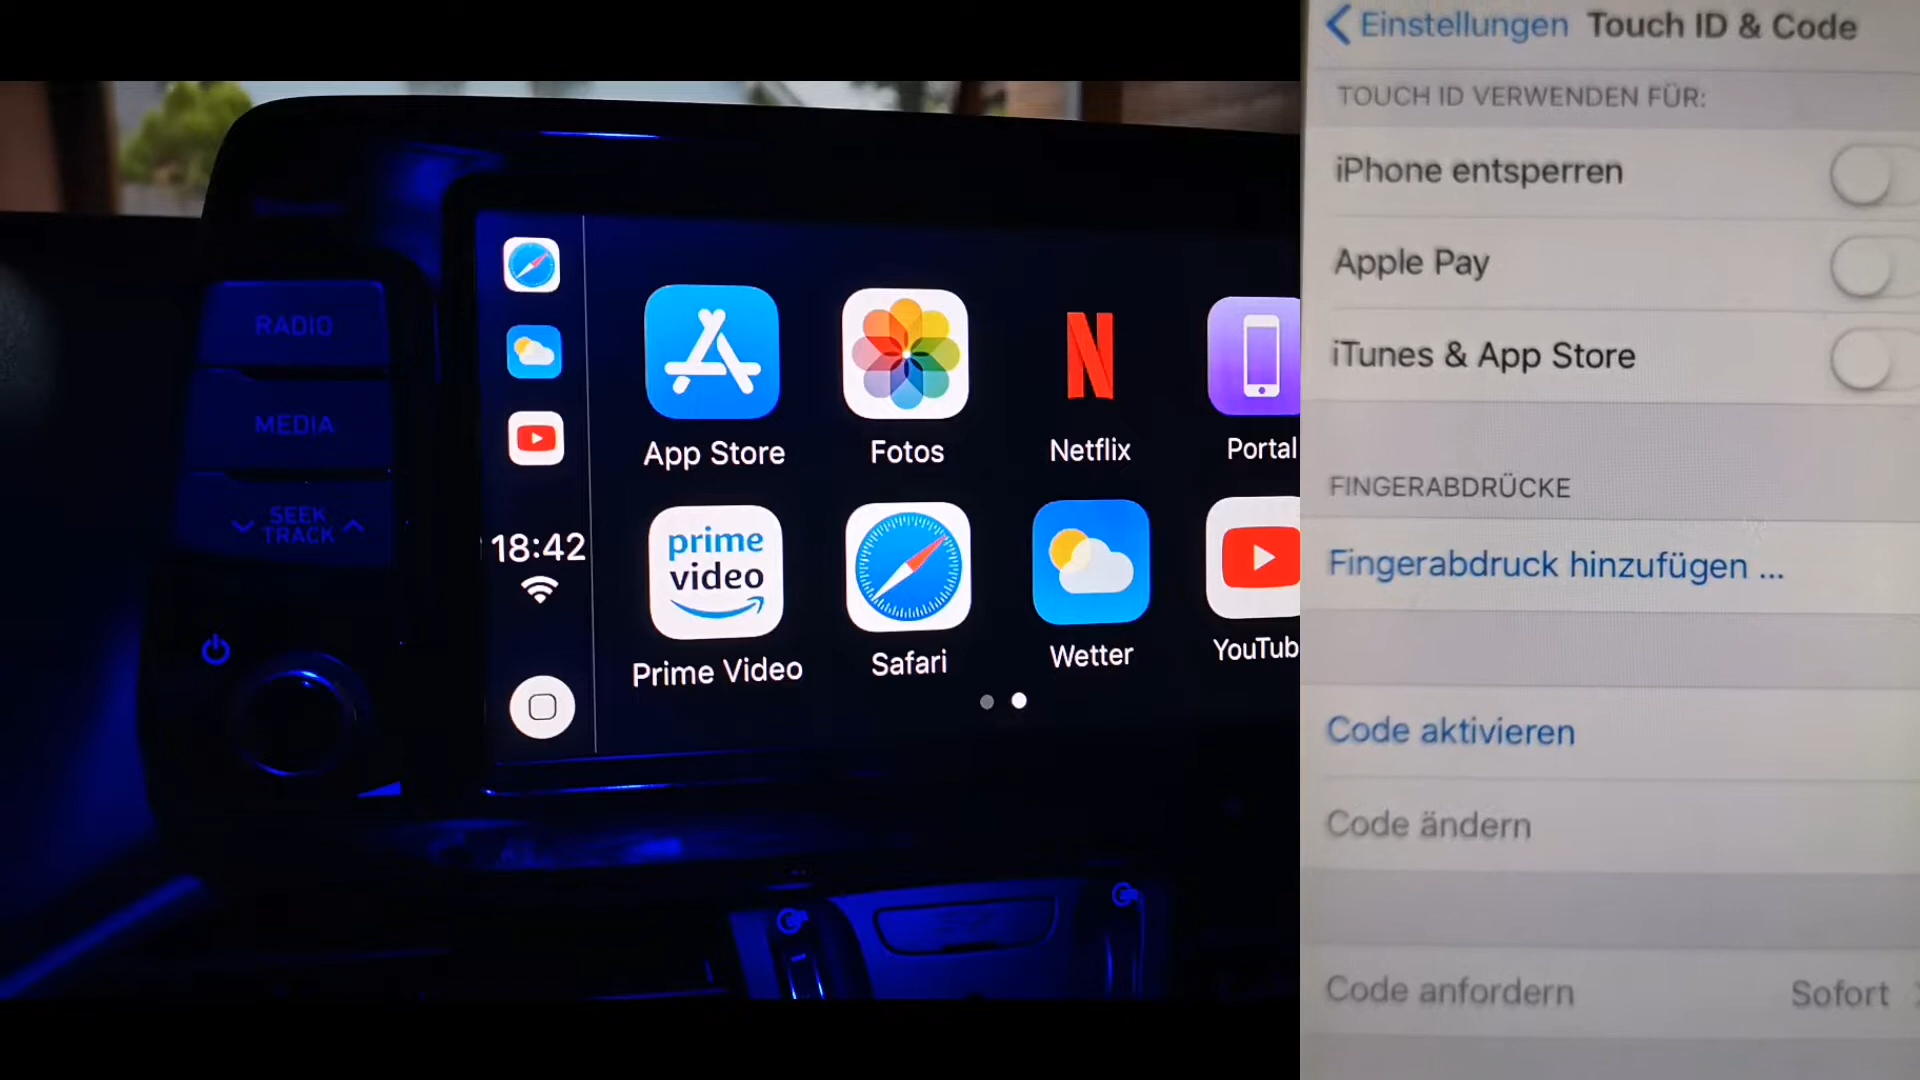 RADIO
MEDIA
SEEK
TRACK
18:42
App Store
Fotos
Netflix
Portal
prime
video
Prime Video
Safari
Wetter
YouTub
Einstellungen Touch ID & Code
TOUCH ID VERWENDEN FÜR:
iPhone entsperren
Apple Pay
iTunes & App Store
FINGERABDRÜCKE
Fingerabdruck hinzufügen ...
Code aktivieren
Code ändern
Code anfordern Sofort